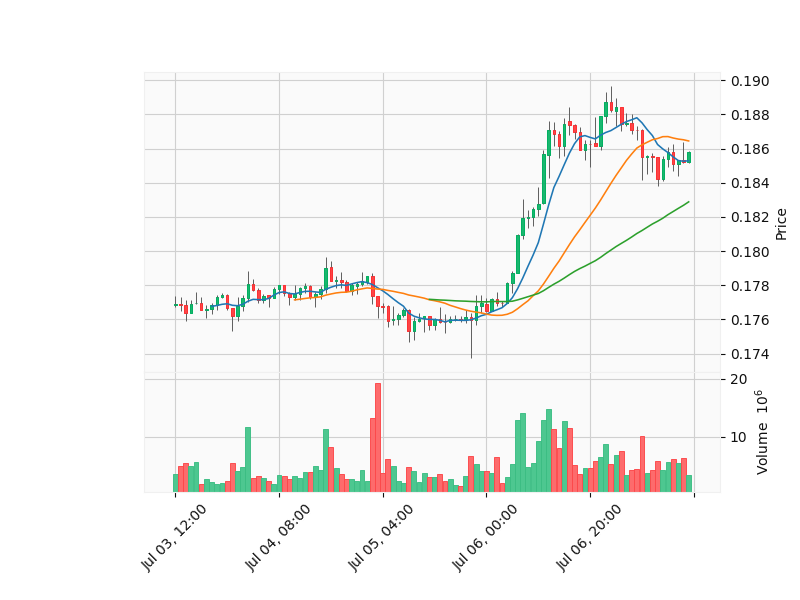 0.190
0.188
0.186
0.184
0.182
0.180
0.178
0.176
0.174
Price
20
10
Volume 10^6
Jul 03, 12:00
Jul 04, 08:00
Jul 05, 04:00
Jul 06, 00:00
Jul 06, 20:00